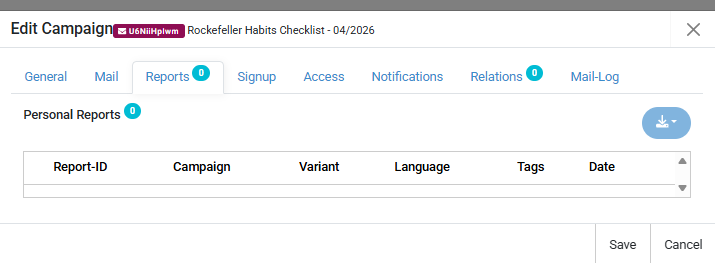 Edit Campaign U6NiiHpiwm Rockefeller Habits Checklist - 04/2026
General Mail Reports 0 Signup Access Notifications Relations 0 Mail-Log
Personal Reports 0
Report-ID Campaign Variant Language Tags Date
Save Cancel